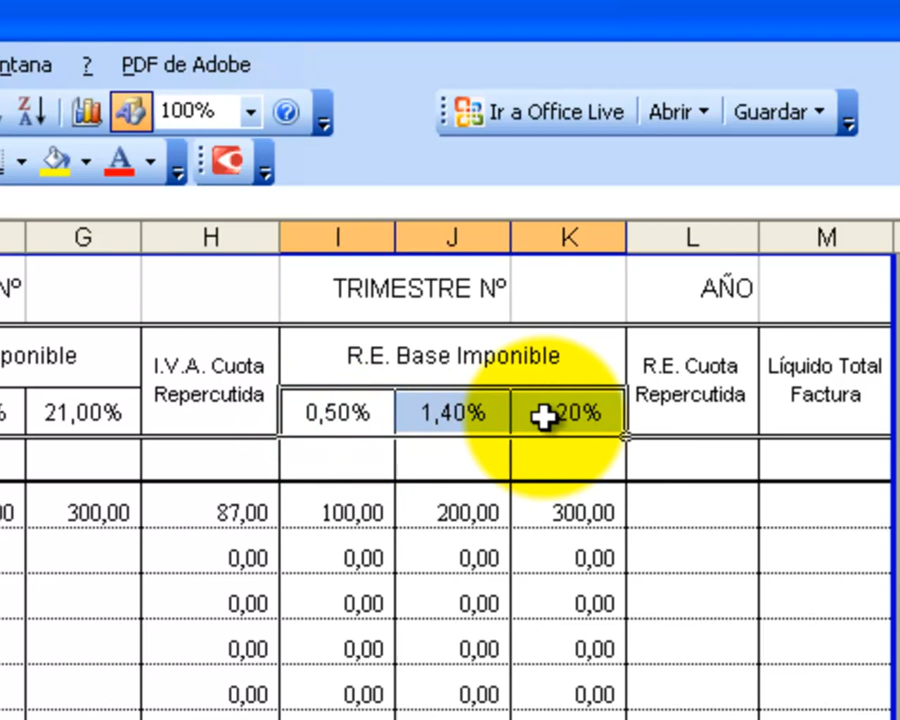 ntana ? PDF de Adobe
100% Ir a Office Live Abrir Guardar
G H I J K L M
Nº TRIMESTRE Nº AÑO
ponible I.V.A. Cuota Repercutida R.E. Base Imponible R.E. Cuota Repercutida Líquido Total Factura
% 21,00% 0,50% 1,40% 20%
00 300,00 87,00 100,00 200,00 300,00
0,00 0,00 0,00 0,00
0,00 0,00 0,00 0,00
0,00 0,00 0,00 0,00
0,00 0,00 0,00 0,00